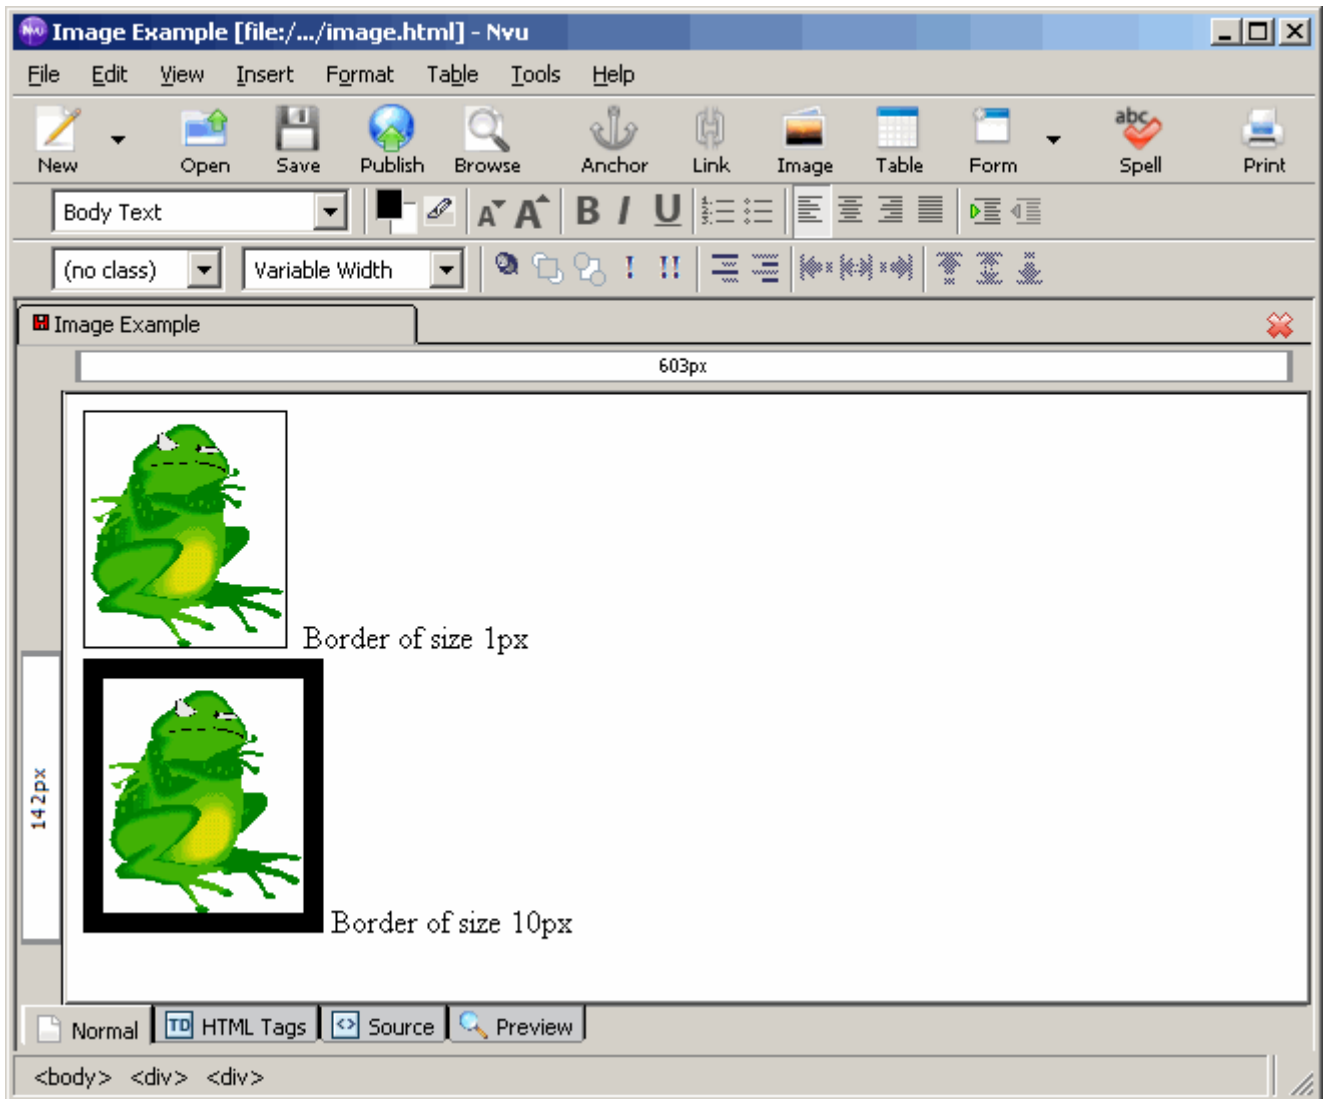 Image Example [file:/.../image.html] - Nvu
File Edit View Insert Format Table Tools Help
New Open Save Publish Browse Anchor Link Image Table Form abc Spell Print
Body Text A A B I U
(no class) Variable Width ! !!
Image Example
603px
Border of size 1px
142px
Border of size 10px
Normal TD HTML Tags <> Source Preview
<body> <div> <div>